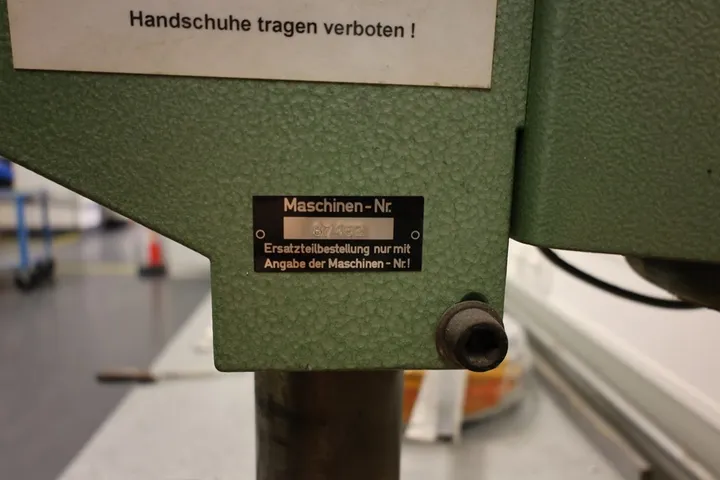 Handschuhe tragen verboten !
Maschinen-Nr.
Ersatzteilbestellung nur mit
Angabe der Maschinen-Nr!